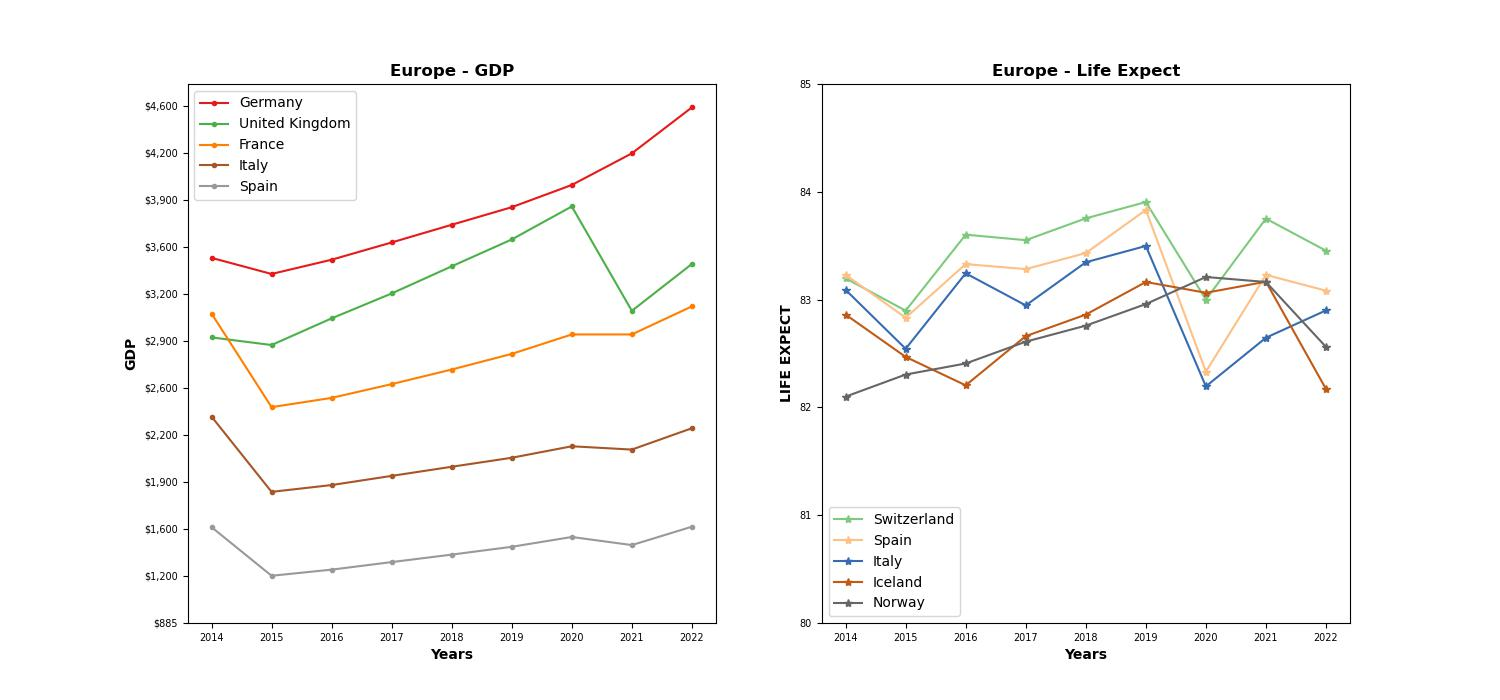 Europe - GDP
GDP
$4,600
$4,200
$3,900
$3,600
$3,200
$2,900
$2,600
$2,200
$1,900
$1,600
$1,200
$885
Germany
United Kingdom
France
Italy
Spain
2014 2015 2016 2017 2018 2019 2020 2021 2022
Years
Europe - Life Expect
LIFE EXPECT
85
84
83
82
81
80
Switzerland
Spain
Italy
Iceland
Norway
2014 2015 2016 2017 2018 2019 2020 2021 2022
Years